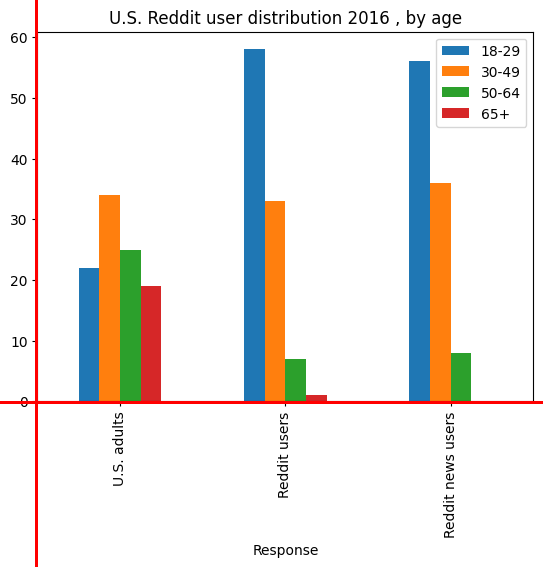 U.S. Reddit user distribution 2016 , by age
60
50
40
30
20
10
0
18-29
30-49
50-64
65+
U.S. adults
Reddit users
Reddit news users
Response